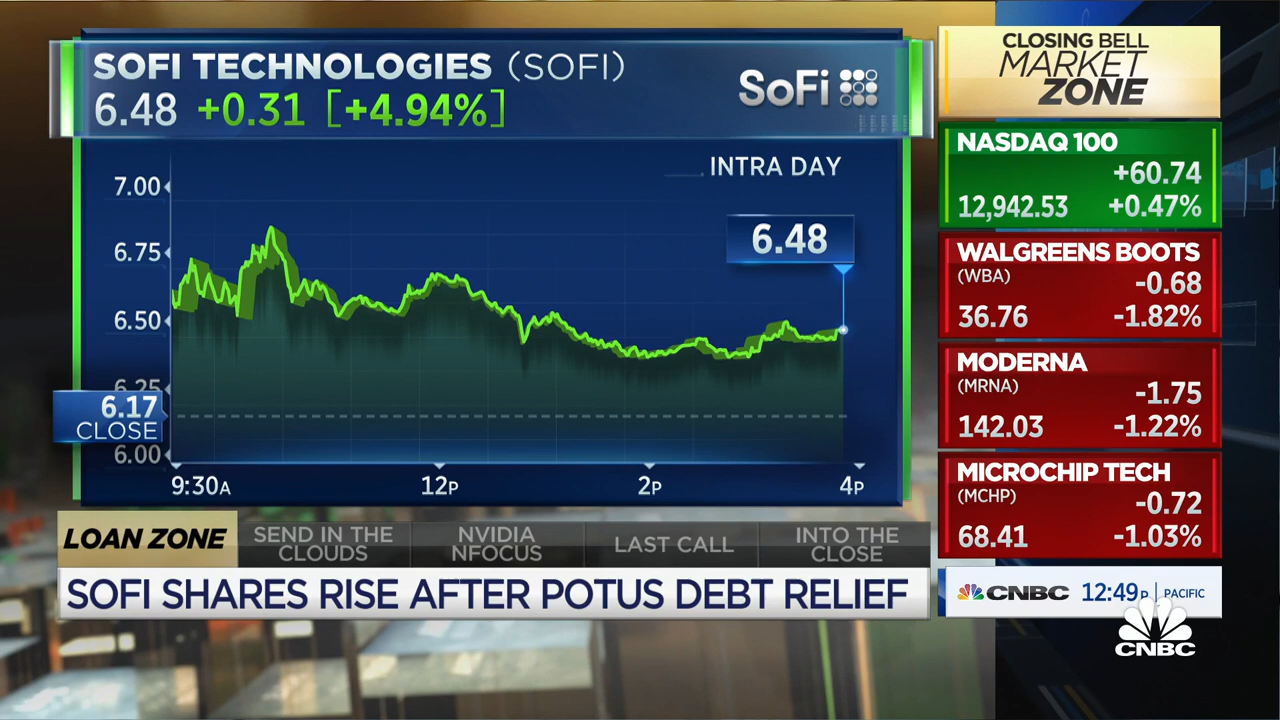 SOFI TECHNOLOGIES (SOFI)
6.48 +0.31 [+4.94%]
SoFi
INTRA DAY
7.00
6.75
6.50
6.25
6.00
6.48
6.17
CLOSE
9:30A
12P
2P
4P
LOAN ZONE
SEND IN THE
CLOUDS
NVIDIA
NFOCUS
LAST CALL
INTO THE
CLOSE
SOFI SHARES RISE AFTER POTUS DEBT RELIEF
CLOSING BELL
MARKET
ZONE
NASDAQ 100
+60.74
12,942.53 +0.47%
WALGREENS BOOTS
(WBA) -0.68
36.76 -1.82%
MODERNA
(MRNA) -1.75
142.03 -1.22%
MICROCHIP TECH
(MCHP) -0.72
68.41 -1.03%
CNBC 12:49P PACIFIC
CNBC